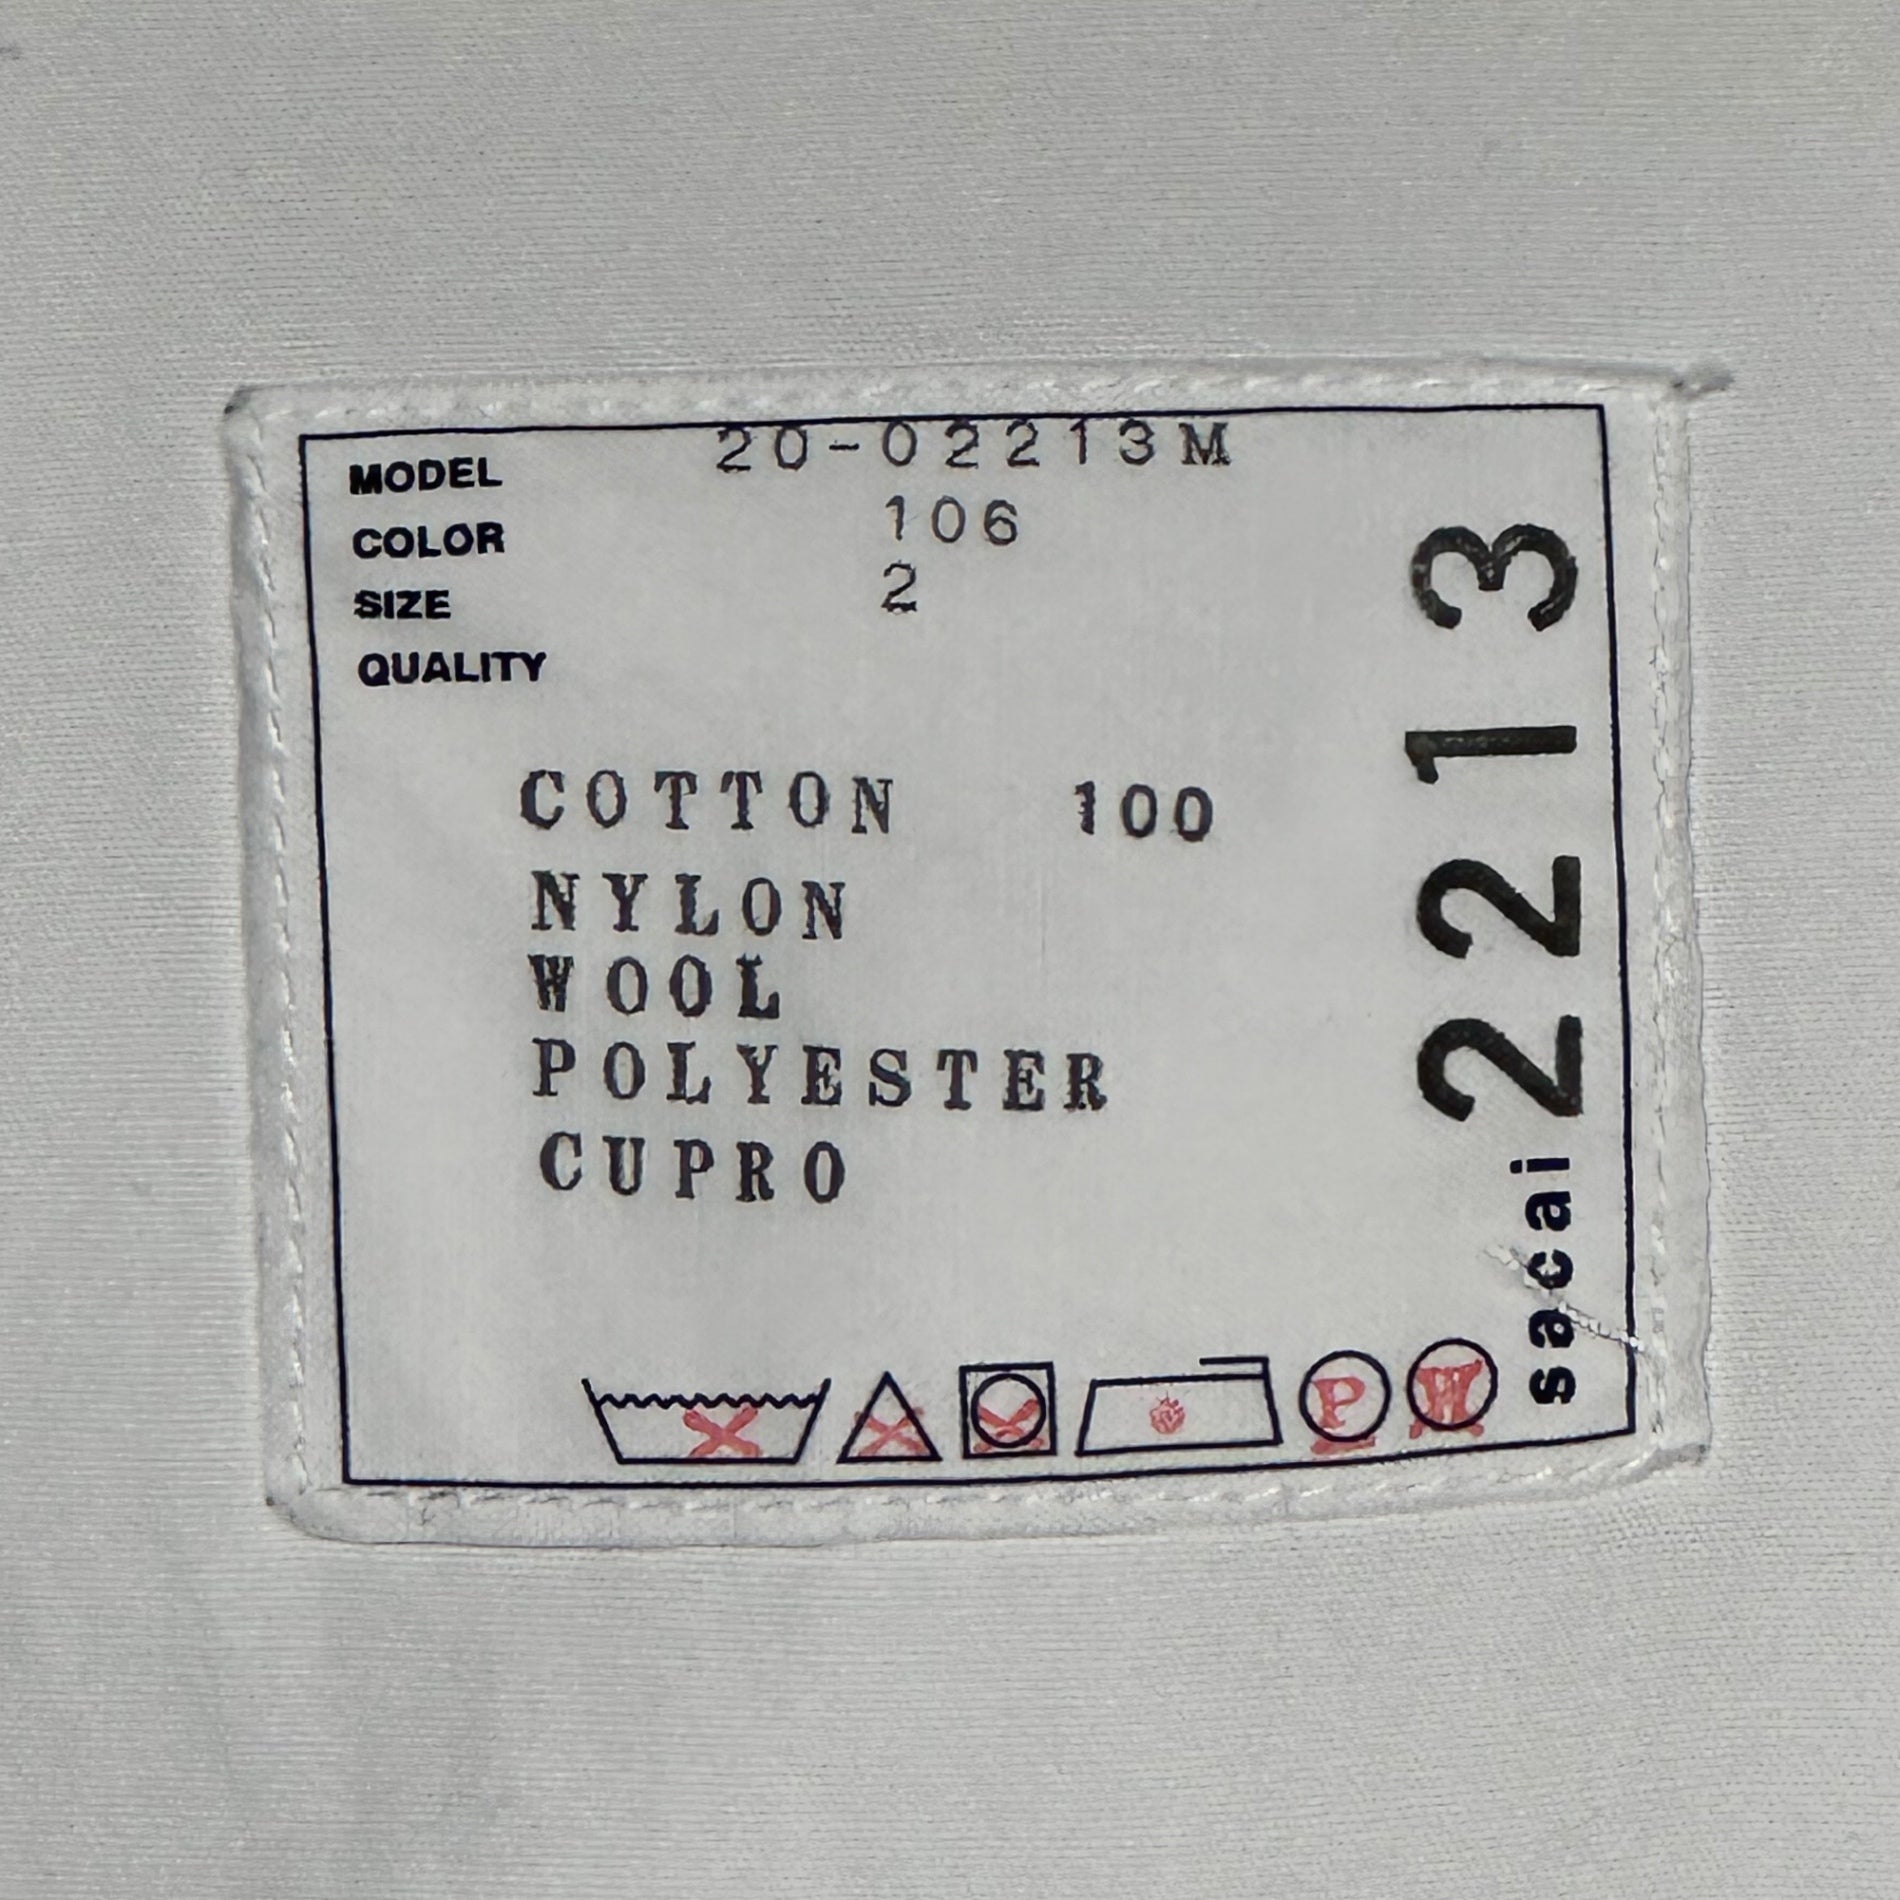 MODEL 20-02213M
COLOR 106
SIZE 2
QUALITY
COTTON 100
NYLON
WOOL
POLYESTER
CUPRO
P W
sacai 2213